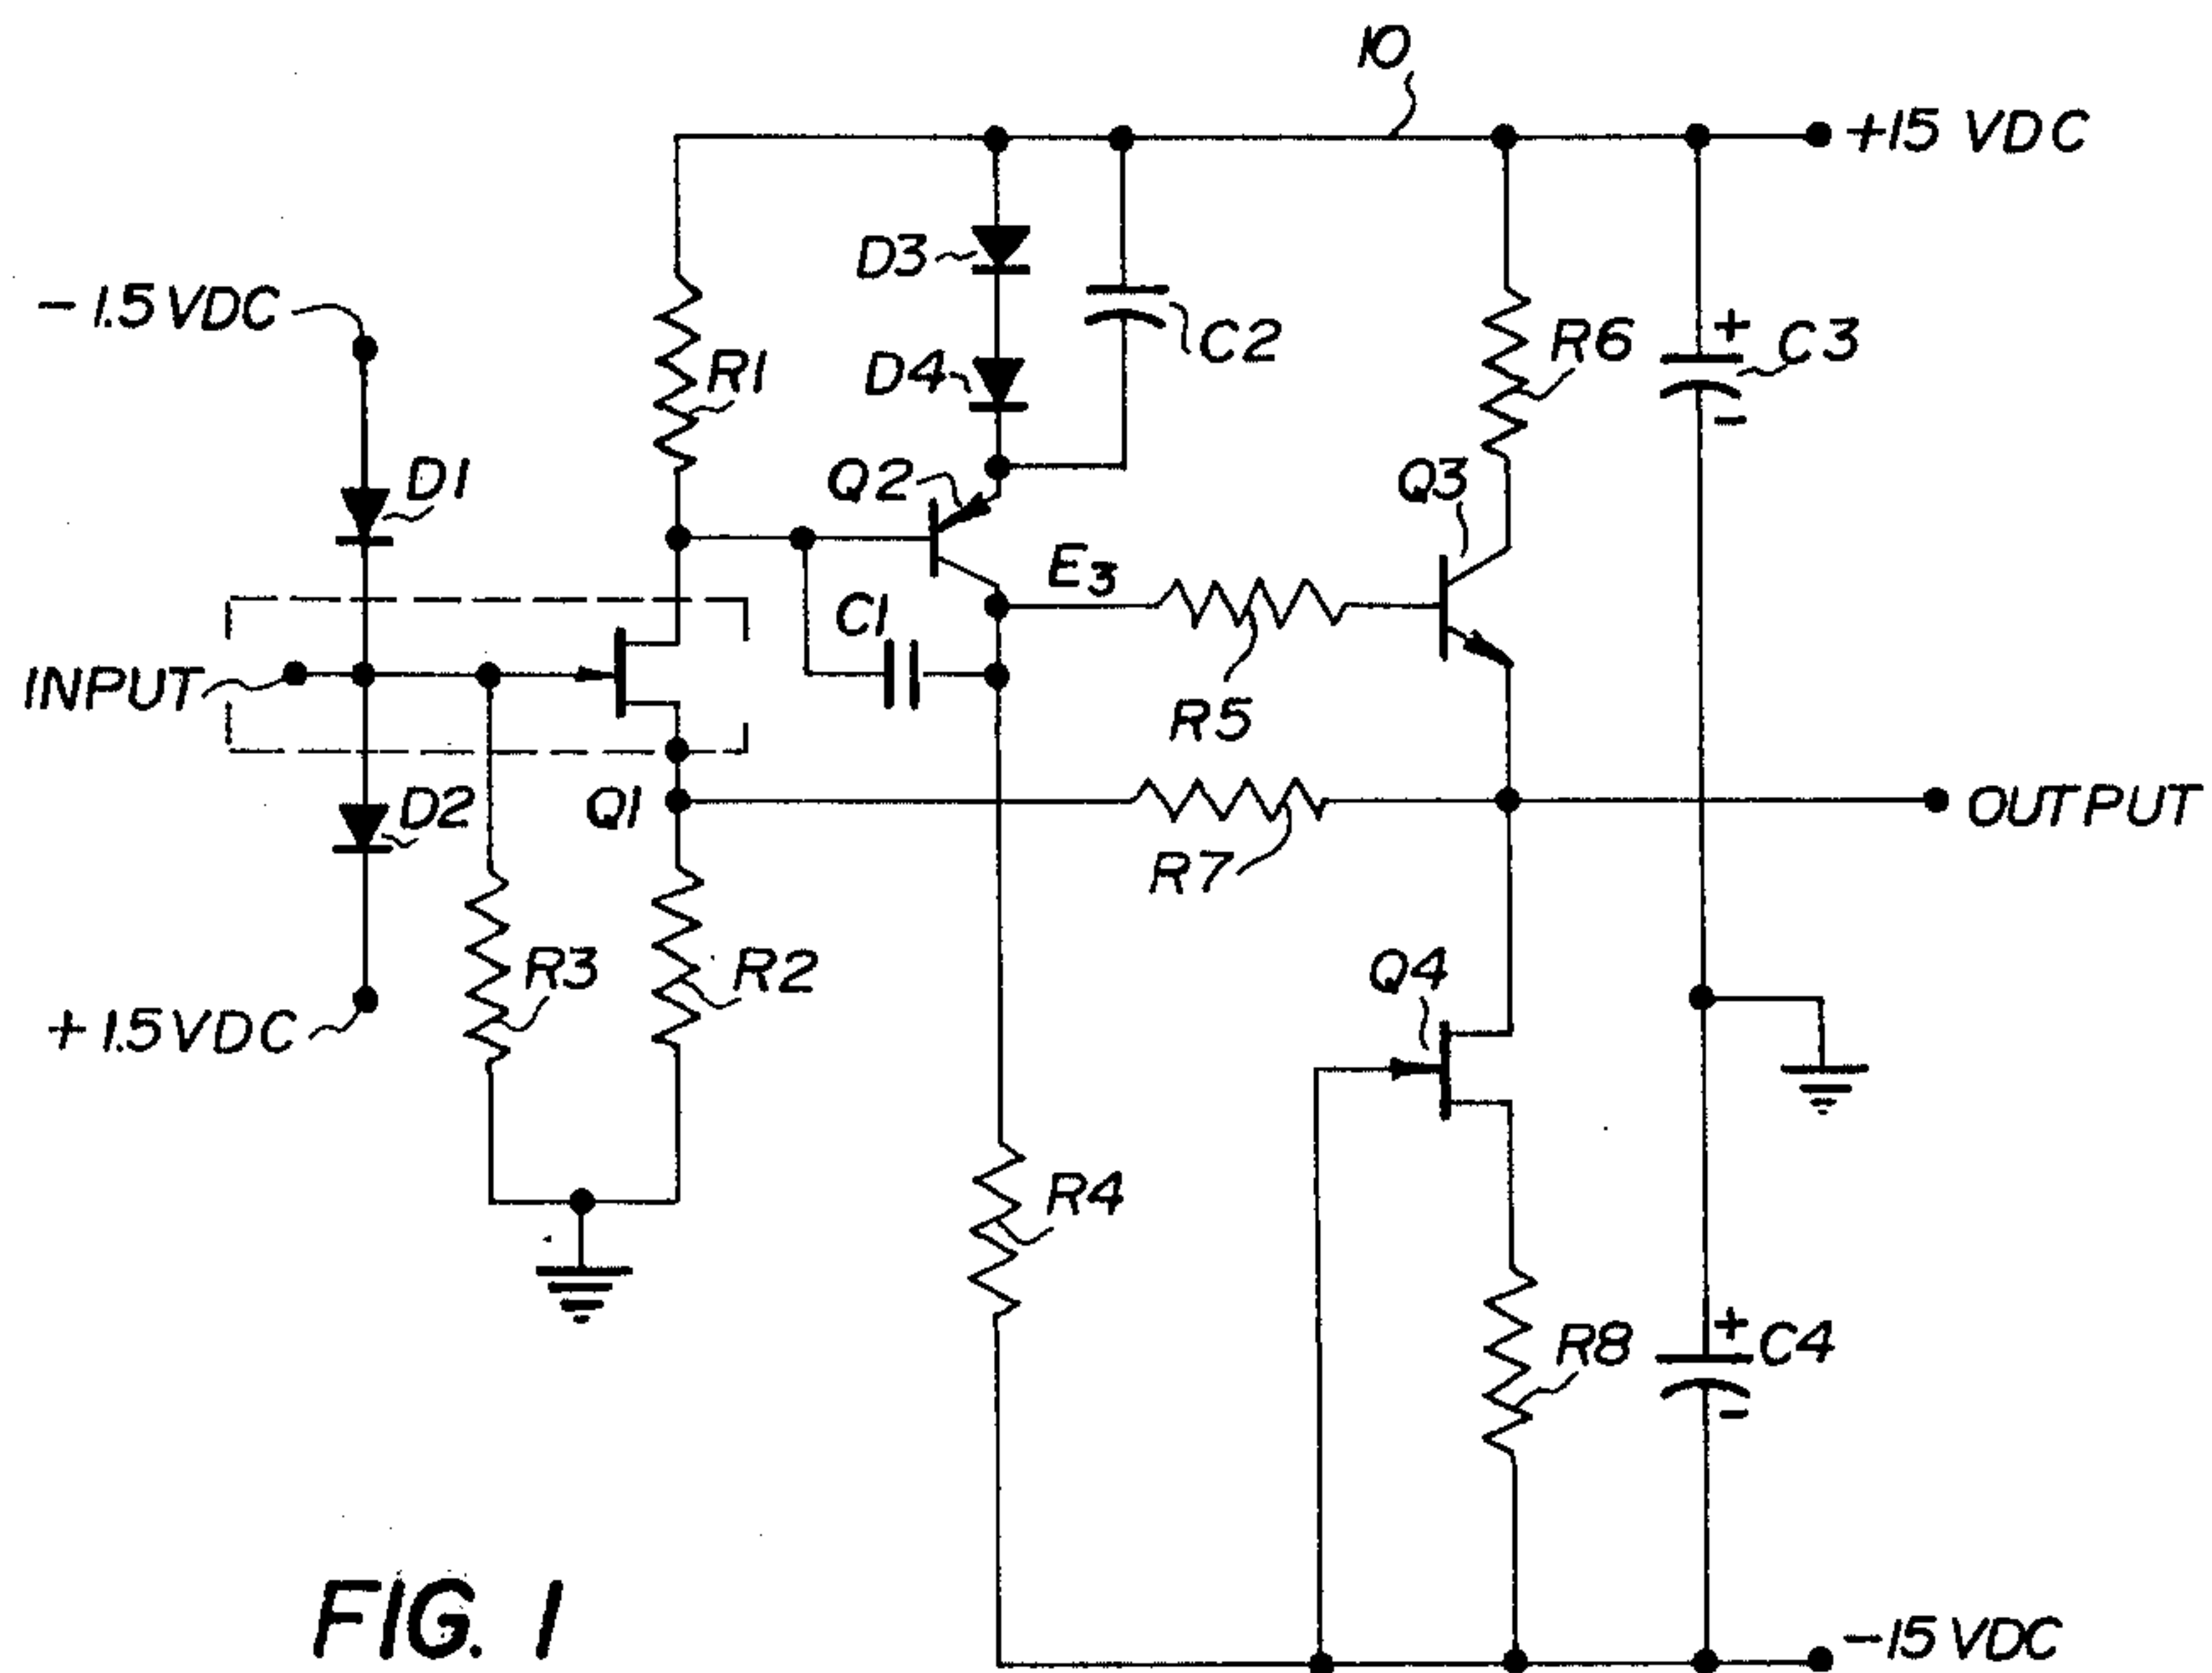 10
+15 VDC
D3
-1.5 VDC
C2
R6
+ C3
D4
R1
-
D1
Q2
Q3
E3
C1
INPUT
R5
D2
Q1
OUTPUT
R7
R3
R2
Q4
+1.5 VDC
R4
+ C4
R8
-
FIG. 1
-15 VDC